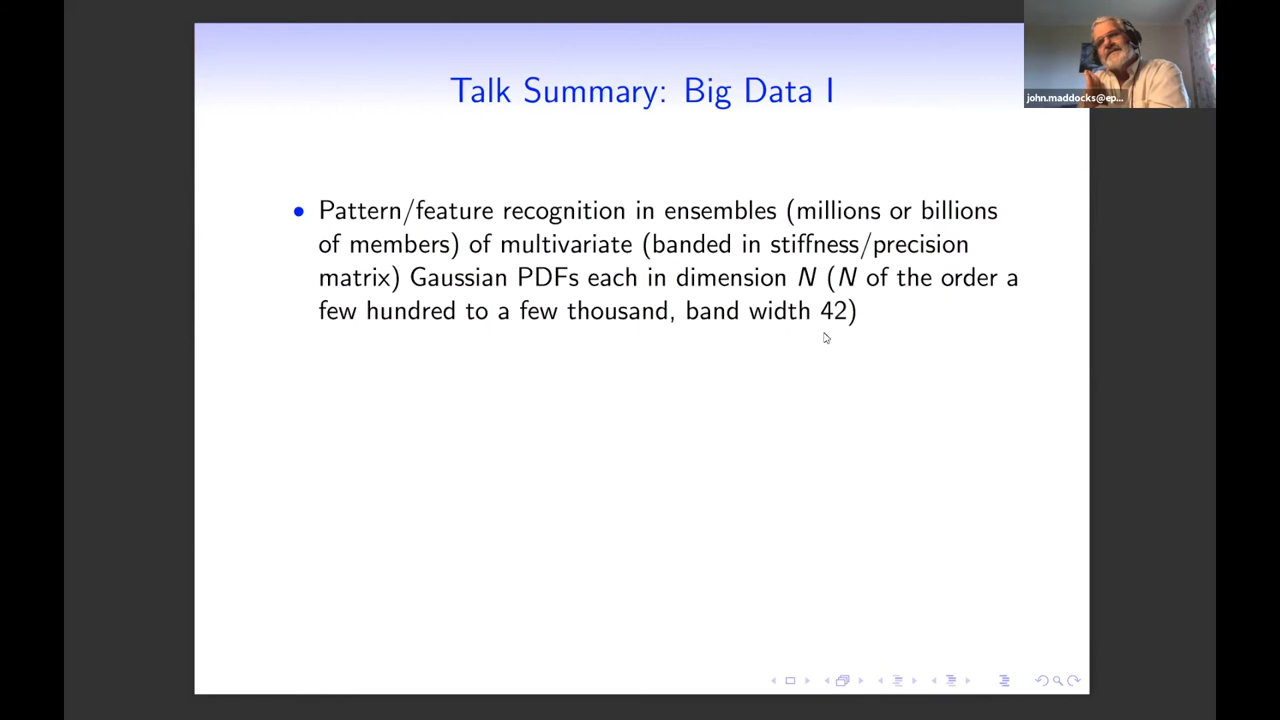 Talk Summary: Big Data I
john.maddocks@ep...
• Pattern/feature recognition in ensembles (millions or billions
of members) of multivariate (banded in stiffness/precision
matrix) Gaussian PDFs each in dimension N (N of the order a
few hundred to a few thousand, band width 42)